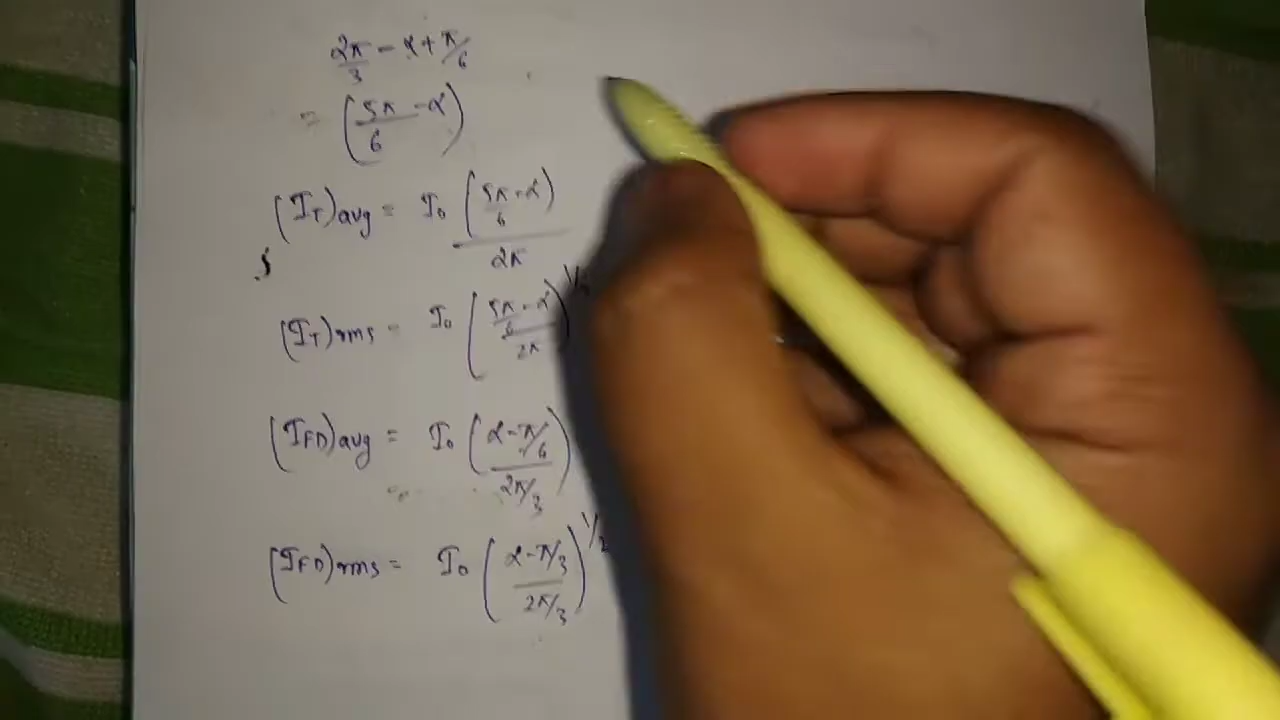 2π/3 - α + π/6
= (5π/6 - α)
(I_T)avg = I_0 (5π/6 - α) / 2π
(I_T)rms = I_0 ((5π/6 - α) / 2π)^1/2
(I_FD)avg = I_0 ((α - π/6) / 2π/3)
(I_FD)rms = I_0 ((α - π/3) / 2π/3)^1/2